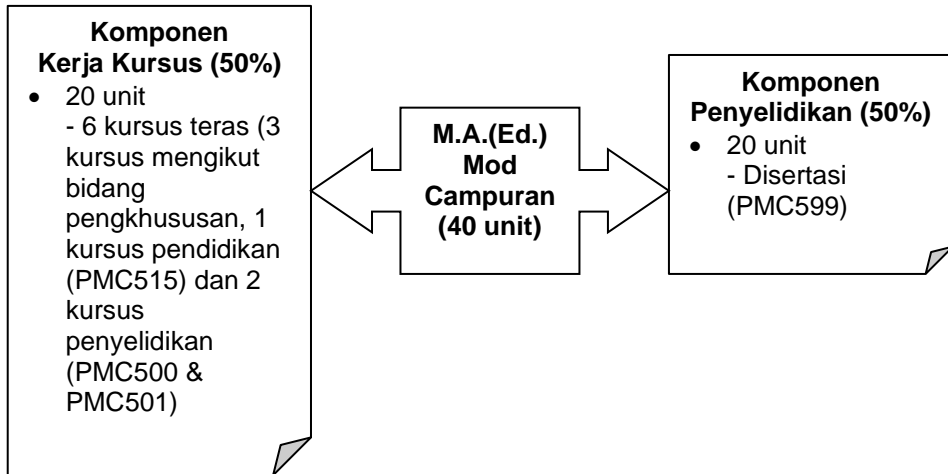 Komponen
Kerja Kursus (50%)
• 20 unit
- 6 kursus teras (3
kursus mengikut
bidang
pengkhususan, 1
kursus pendidikan
(PMC515) dan 2
kursus
penyelidikan
(PMC500 &
PMC501)
M.A.(Ed.)
Mod
Campuran
(40 unit)
Komponen
Penyelidikan (50%)
• 20 unit
- Disertasi
(PMC599)